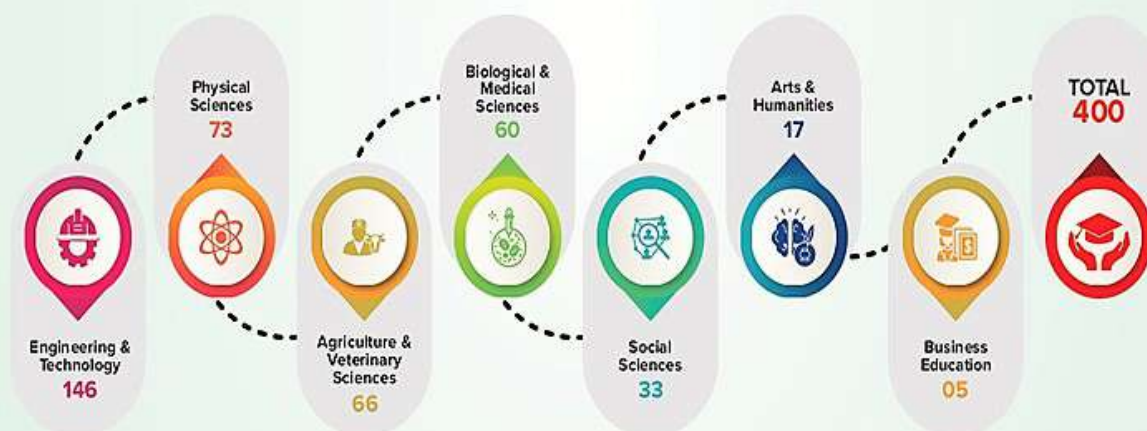 Engineering &
Technology
146
Physical
Sciences
73
Agriculture &
Veterinary
Sciences
66
Biological &
Medical
Sciences
60
Social
Sciences
33
Arts &
Humanities
17
Business
Education
05
TOTAL
400